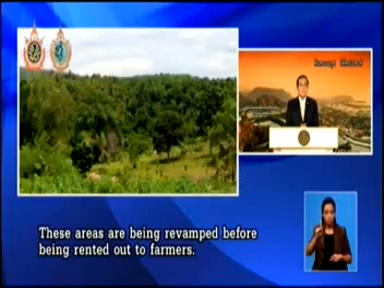 These areas are being revamped before
being rented out to farmers.